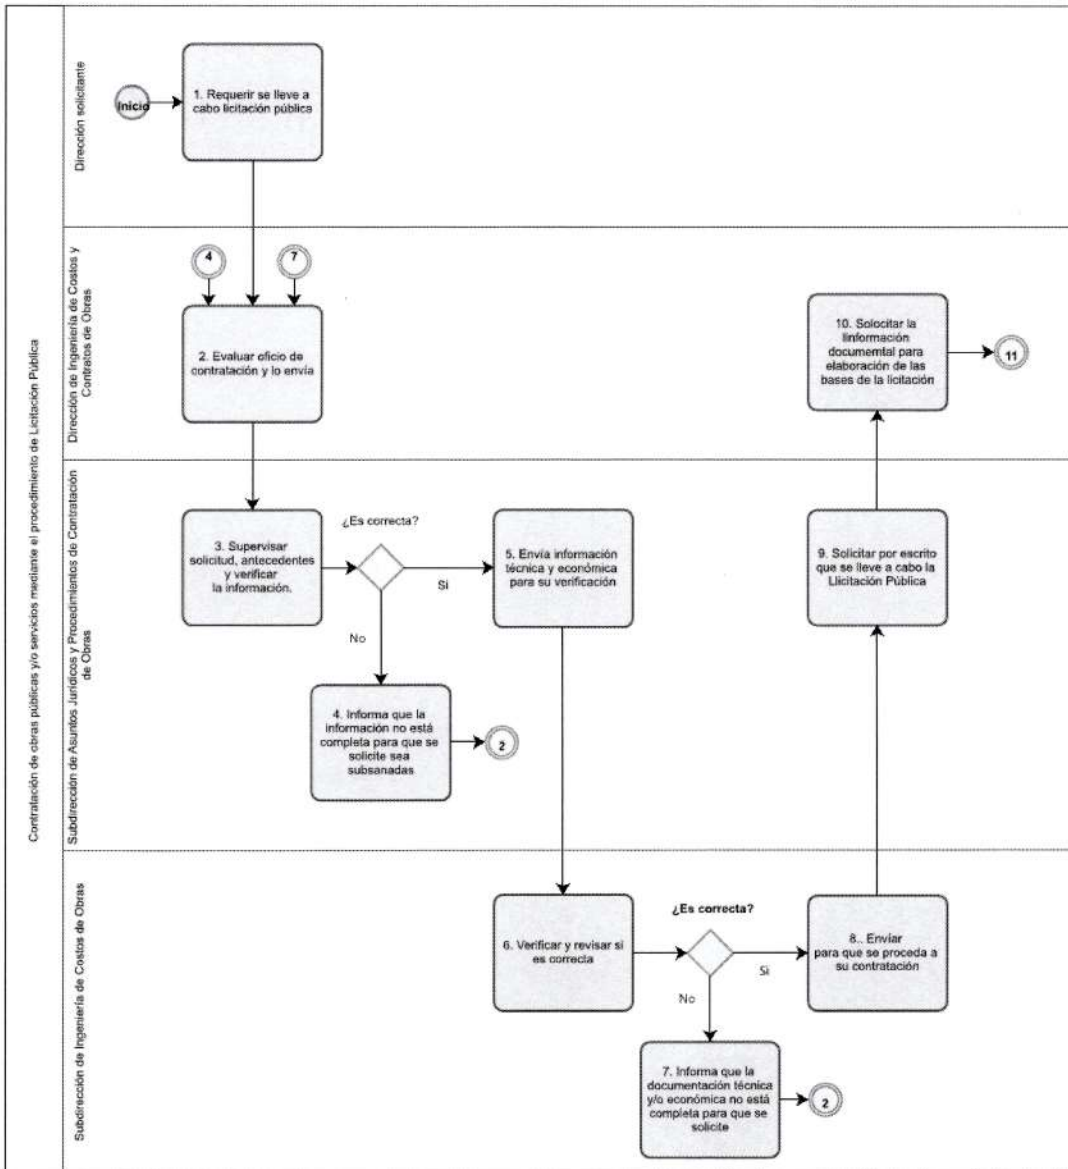 Contratación de obras públicas y/o servicios mediante el procedimiento de Licitación Pública
Dirección solicitante
Inicio
1. Requerir se lleve a
cabo licitación pública
Dirección de Ingeniería de Costos y
Contratos de Obras
4
7
2. Evaluar oficio de
contratación y lo envía
10. Solocitar la
Iinformación
documemtal para
elaboración de las
bases de la licitación
11
Subdirección de Asuntos Jurídicos y Procedimientos de Contratación
de Obras
3. Supervisar
solicitud, antecedentes
y verificar
la información.
¿Es correcta?
Si
No
5. Envía información
técnica y económica
para su verificación
9. Solicitar por escrito
que se lleve a cabo la
Llicitación Pública
4. Informa que la
información no está
completa para que se
solicite sea
subsanadas
2
Subdirección de Ingeniería de Costos de Obras
6. Verificar y revisar si
es correcta
¿Es correcta?
Si
No
8.. Enviar
para que se proceda a
su contratación
7. Informa que la
documentación técnica
y/o económica no está
completa para que se
solicite
2